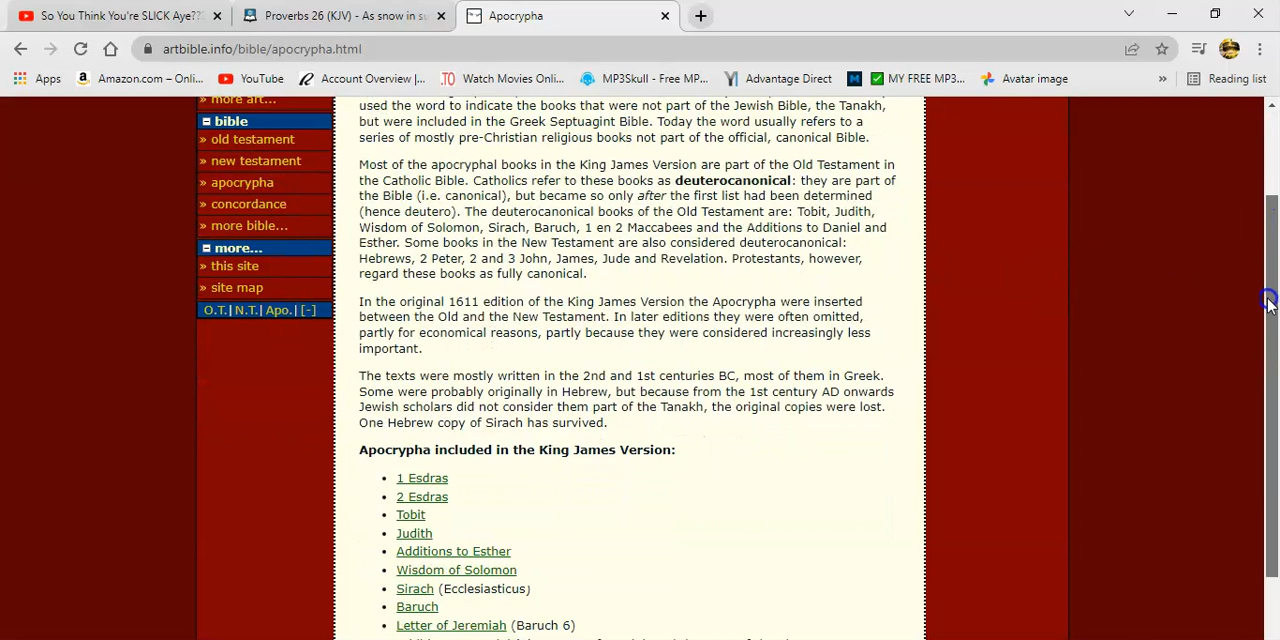 So You Think You're SLICK Aye???
Proverbs 26 (KJV) - As snow in su
Apocrypha
artbible.info/bible/apocrypha.html
Apps
Amazon.com – Onli...
YouTube
Account Overview |...
Watch Movies Onli...
MP3Skull - Free MP...
Advantage Direct
MY FREE MP3...
Avatar image
»
Reading list
» more art...
bible
» old testament
» new testament
» apocrypha
» concordance
» more bible...
more...
» this site
» site map
O.T.| N.T.| Apo.| [-]
used the word to indicate the books that were not part of the Jewish Bible, the Tanakh,
but were included in the Greek Septuagint Bible. Today the word usually refers to a
series of mostly pre-Christian religious books not part of the official, canonical Bible.
Most of the apocryphal books in the King James Version are part of the Old Testament in
the Catholic Bible. Catholics refer to these books as deuterocanonical: they are part of
the Bible (i.e. canonical), but became so only after the first list had been determined
(hence deutero). The deuterocanonical books of the Old Testament are: Tobit, Judith,
Wisdom of Solomon, Sirach, Baruch, 1 en 2 Maccabees and the Additions to Daniel and
Esther. Some books in the New Testament are also considered deuterocanonical:
Hebrews, 2 Peter, 2 and 3 John, James, Jude and Revelation. Protestants, however,
regard these books as fully canonical.
In the original 1611 edition of the King James Version the Apocrypha were inserted
between the Old and the New Testament. In later editions they were often omitted,
partly for economical reasons, partly because they were considered increasingly less
important.
The texts were mostly written in the 2nd and 1st centuries BC, most of them in Greek.
Some were probably originally in Hebrew, but because from the 1st century AD onwards
Jewish scholars did not consider them part of the Tanakh, the original copies were lost.
One Hebrew copy of Sirach has survived.
Apocrypha included in the King James Version:
• 1 Esdras
• 2 Esdras
• Tobit
• Judith
• Additions to Esther
• Wisdom of Solomon
• Sirach (Ecclesiasticus)
• Baruch
• Letter of Jeremiah (Baruch 6)